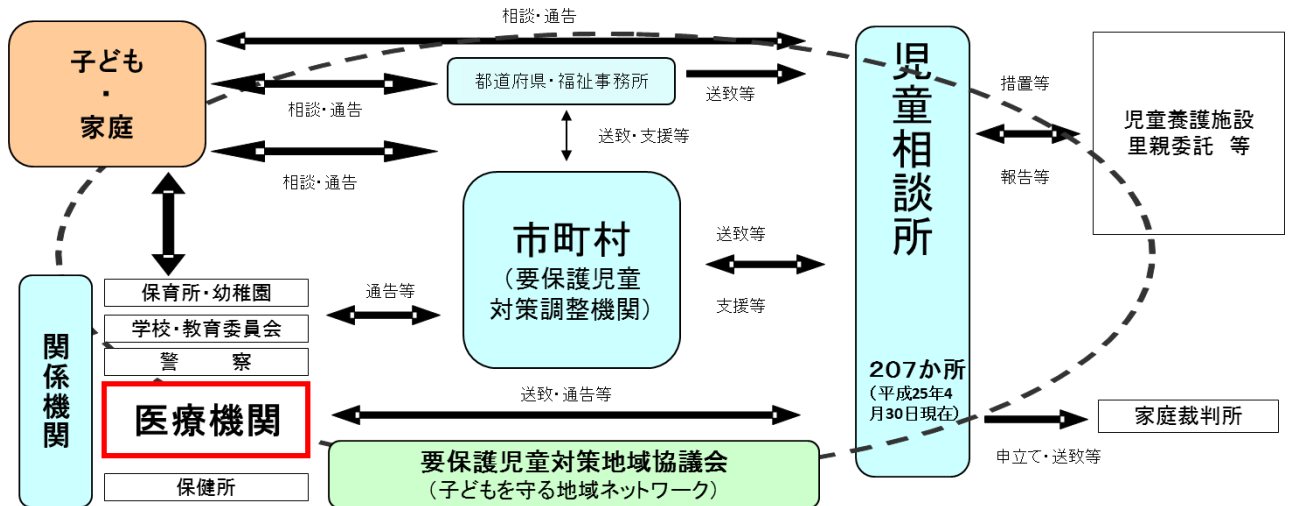 相談・通告
子ども
・
家庭
都道府県・福祉事務所
送致等
相談・通告
送致・支援等
相談・通告
児童相談所
措置等
児童養護施設
里親委託 等
報告等
市町村
(要保護児童
対策調整機関)
送致等
支援等
関係機関
保育所・幼稚園
学校・教育委員会
警 察
医療機関
保健所
通告等
送致・通告等
207か所
(平成25年4
月30日現在)
家庭裁判所
申立て・送致等
要保護児童対策地域協議会
(子どもを守る地域ネットワーク)